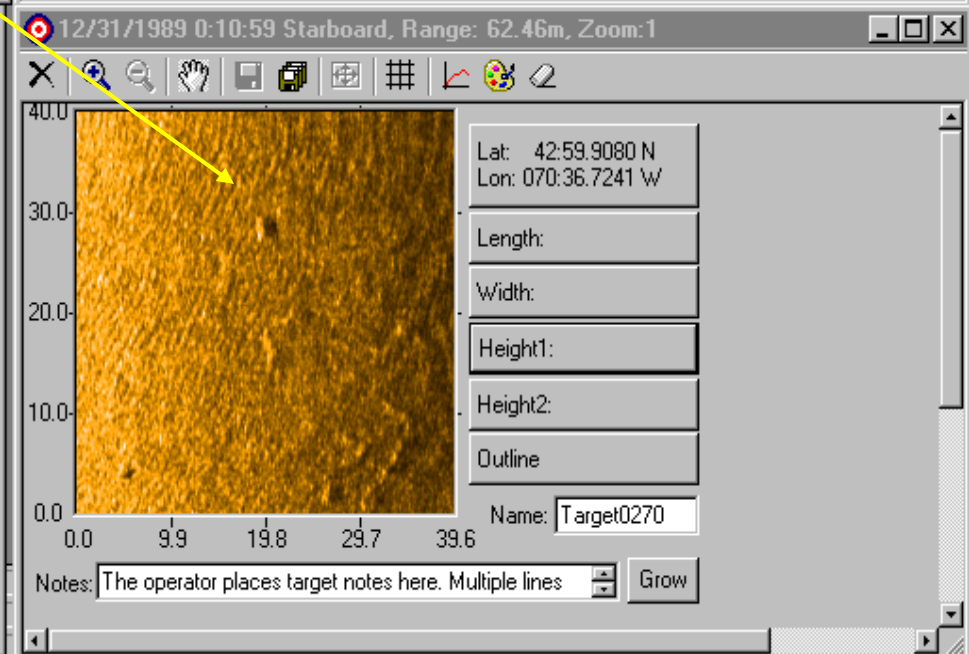 12/31/1989 0:10:59 Starboard, Range: 62.46m, Zoom:1
40.0
30.0
20.0
10.0
0.0
0.0 9.9 19.8 29.7 39.6
Lat: 42:59.9080 N
Lon: 070:36.7241 W
Length:
Width:
Height1:
Height2:
Outline
Name: Target0270
Notes: The operator places target notes here. Multiple lines
Grow